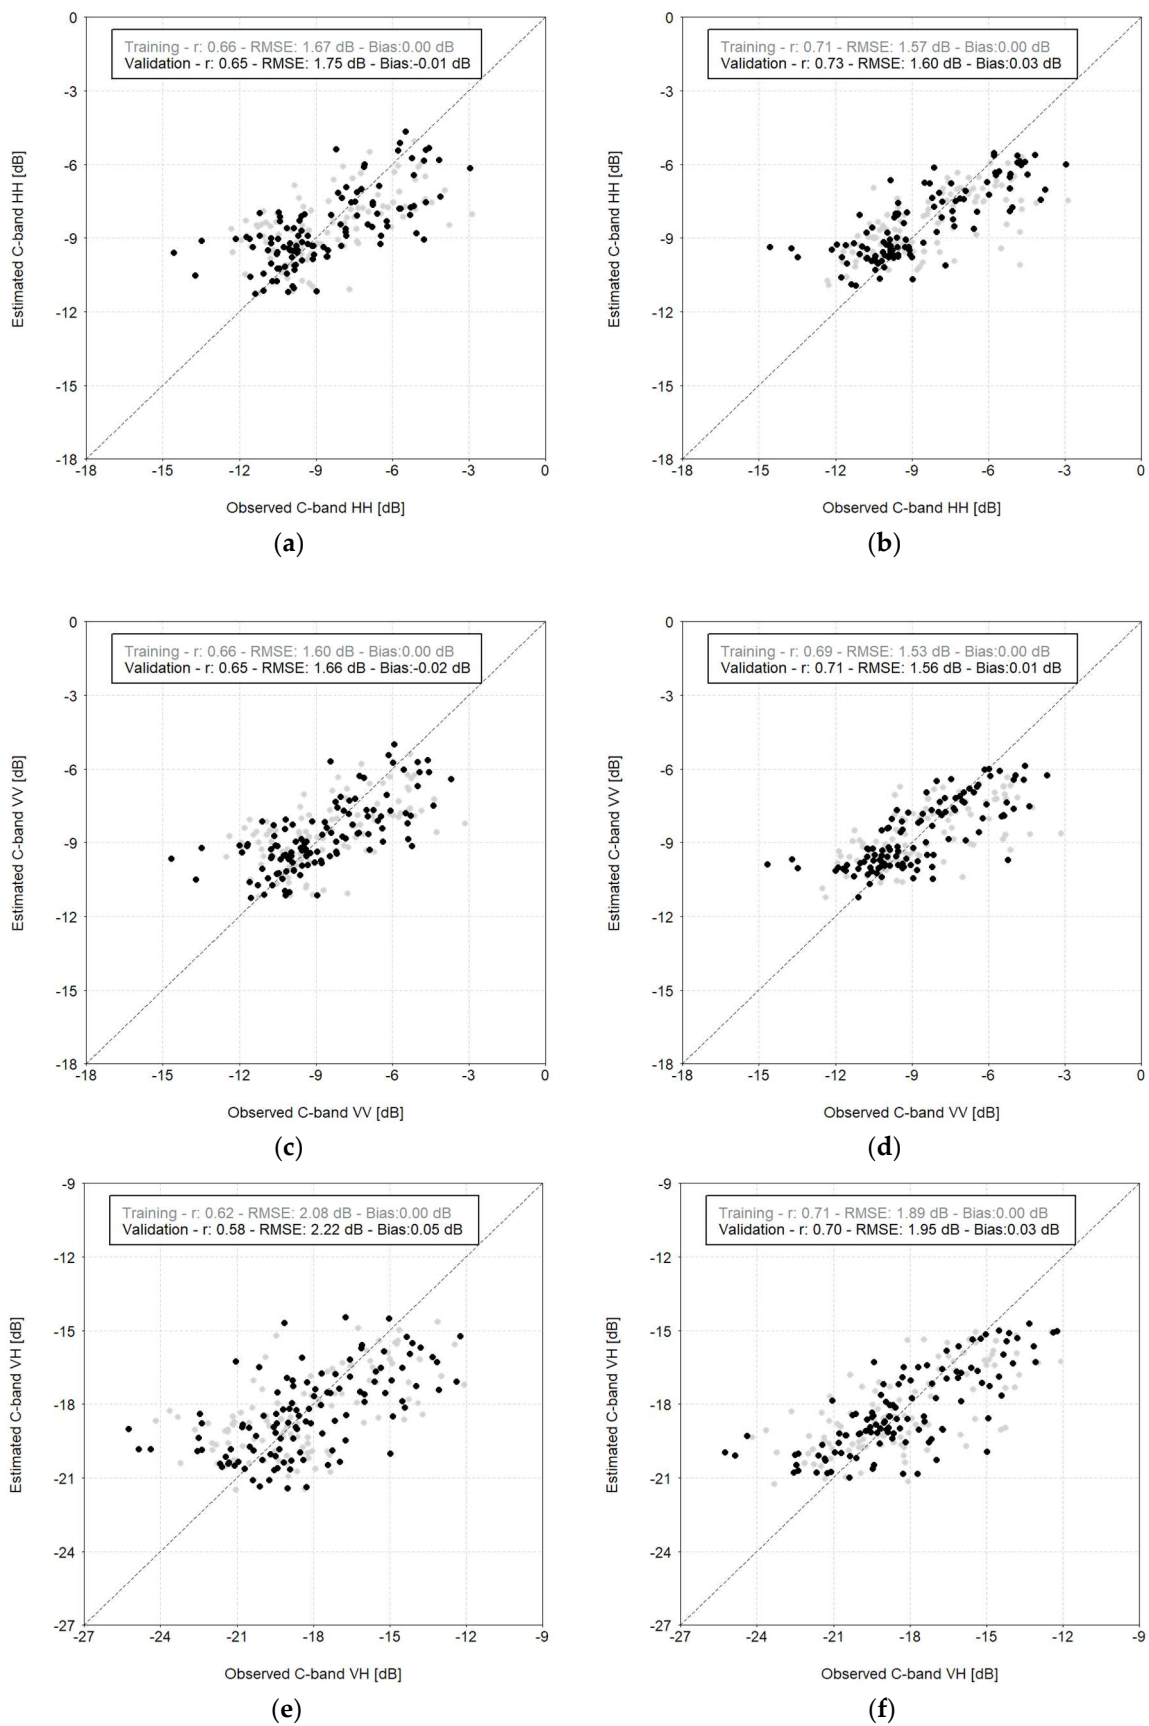 Training - r: 0.66 - RMSE: 1.67 dB - Bias:0.00 dB
Validation - r: 0.65 - RMSE: 1.75 dB - Bias:-0.01 dB
0
-3
-6
-9
-12
-15
-18
Estimated C-band HH [dB]
-18 -15 -12 -9 -6 -3 0
Observed C-band HH [dB]
(a)
Training - r: 0.71 - RMSE: 1.57 dB - Bias:0.00 dB
Validation - r: 0.73 - RMSE: 1.60 dB - Bias:0.03 dB
0
-3
-6
-9
-12
-15
-18
Estimated C-band HH [dB]
-18 -15 -12 -9 -6 -3 0
Observed C-band HH [dB]
(b)
Training - r: 0.66 - RMSE: 1.60 dB - Bias:0.00 dB
Validation - r: 0.65 - RMSE: 1.66 dB - Bias:-0.02 dB
0
-3
-6
-9
-12
-15
-18
Estimated C-band VV [dB]
-18 -15 -12 -9 -6 -3 0
Observed C-band VV [dB]
(c)
Training - r: 0.69 - RMSE: 1.53 dB - Bias:0.00 dB
Validation - r: 0.71 - RMSE: 1.56 dB - Bias:0.01 dB
0
-3
-6
-9
-12
-15
-18
Estimated C-band VV [dB]
-18 -15 -12 -9 -6 -3 0
Observed C-band VV [dB]
(d)
Training - r: 0.62 - RMSE: 2.08 dB - Bias:0.00 dB
Validation - r: 0.58 - RMSE: 2.22 dB - Bias:0.05 dB
-9
-12
-15
-18
-21
-24
-27
Estimated C-band VH [dB]
-27 -24 -21 -18 -15 -12 -9
Observed C-band VH [dB]
(e)
Training - r: 0.71 - RMSE: 1.89 dB - Bias:0.00 dB
Validation - r: 0.70 - RMSE: 1.95 dB - Bias:0.03 dB
-9
-12
-15
-18
-21
-24
-27
Estimated C-band VH [dB]
-27 -24 -21 -18 -15 -12 -9
Observed C-band VH [dB]
(f)